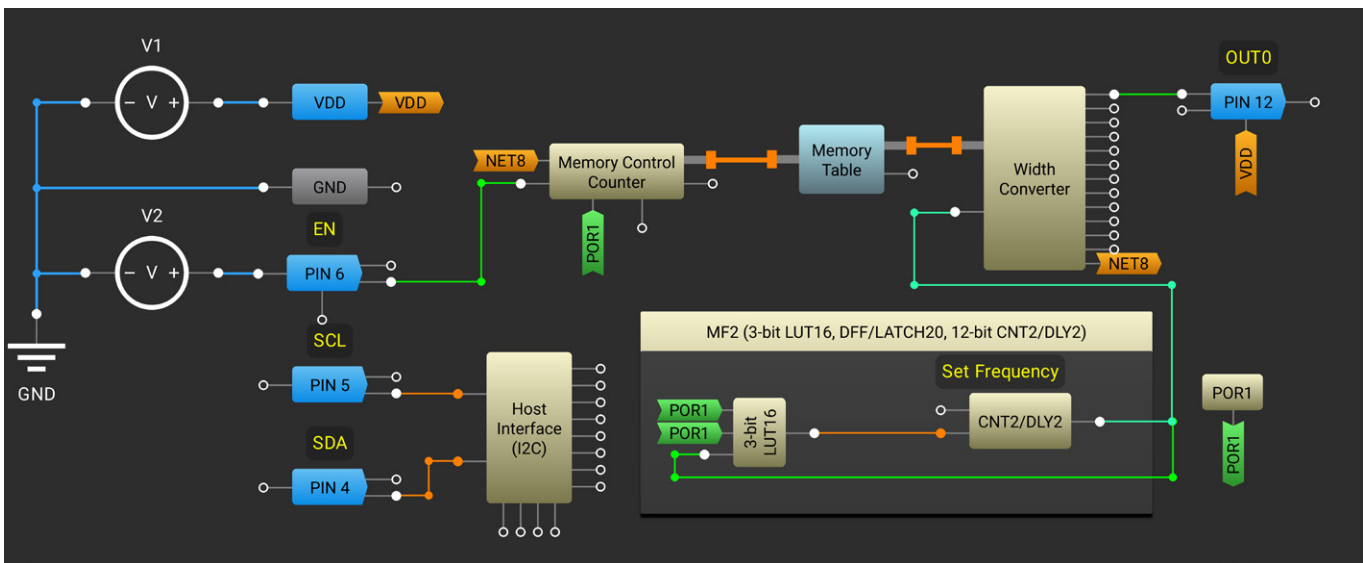 V1
− V +
VDD
VDD
GND
V2
− V +
EN
PIN 6
GND
SCL
PIN 5
SDA
PIN 4
Host
Interface
(I2C)
NET8
Memory Control
Counter
POR1
Memory
Table
Width
Converter
NET8
OUT0
PIN 12
VDD
MF2 (3-bit LUT16, DFF/LATCH20, 12-bit CNT2/DLY2)
Set Frequency
POR1
POR1
3-bit
LUT16
CNT2/DLY2
POR1
POR1